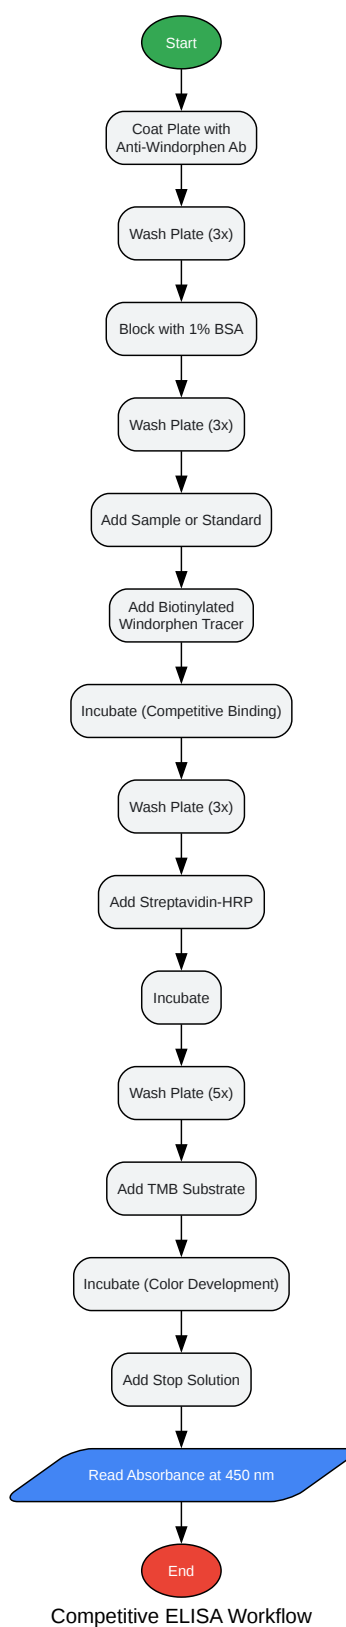 Start
Coat Plate with
Anti-Windorphen Ab
Wash Plate (3x)
Block with 1% BSA
Wash Plate (3x)
Add Sample or Standard
Add Biotinylated
Windorphen Tracer
Incubate (Competitive Binding)
Wash Plate (3x)
Add Streptavidin-HRP
Incubate
Wash Plate (5x)
Add TMB Substrate
Incubate (Color Development)
Add Stop Solution
Read Absorbance at 450 nm
End
Competitive ELISA Workflow